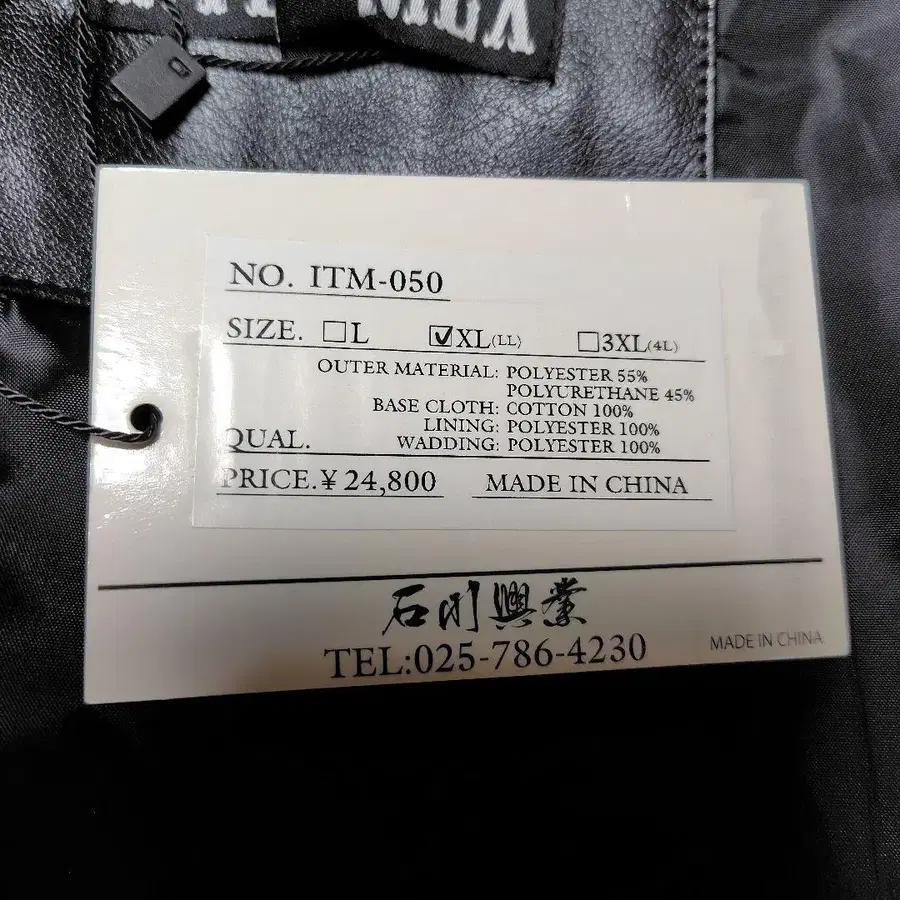 NO. ITM-050
SIZE. ☐L ☑XL(LL) ☐3XL(4L)
OUTER MATERIAL: POLYESTER 55%
POLYURETHANE 45%
BASE CLOTH: COTTON 100%
LINING: POLYESTER 100%
QUAL. WADDING: POLYESTER 100%
PRICE.¥24,800 MADE IN CHINA
石川興業
TEL:025-786-4230
MADE IN CHINA